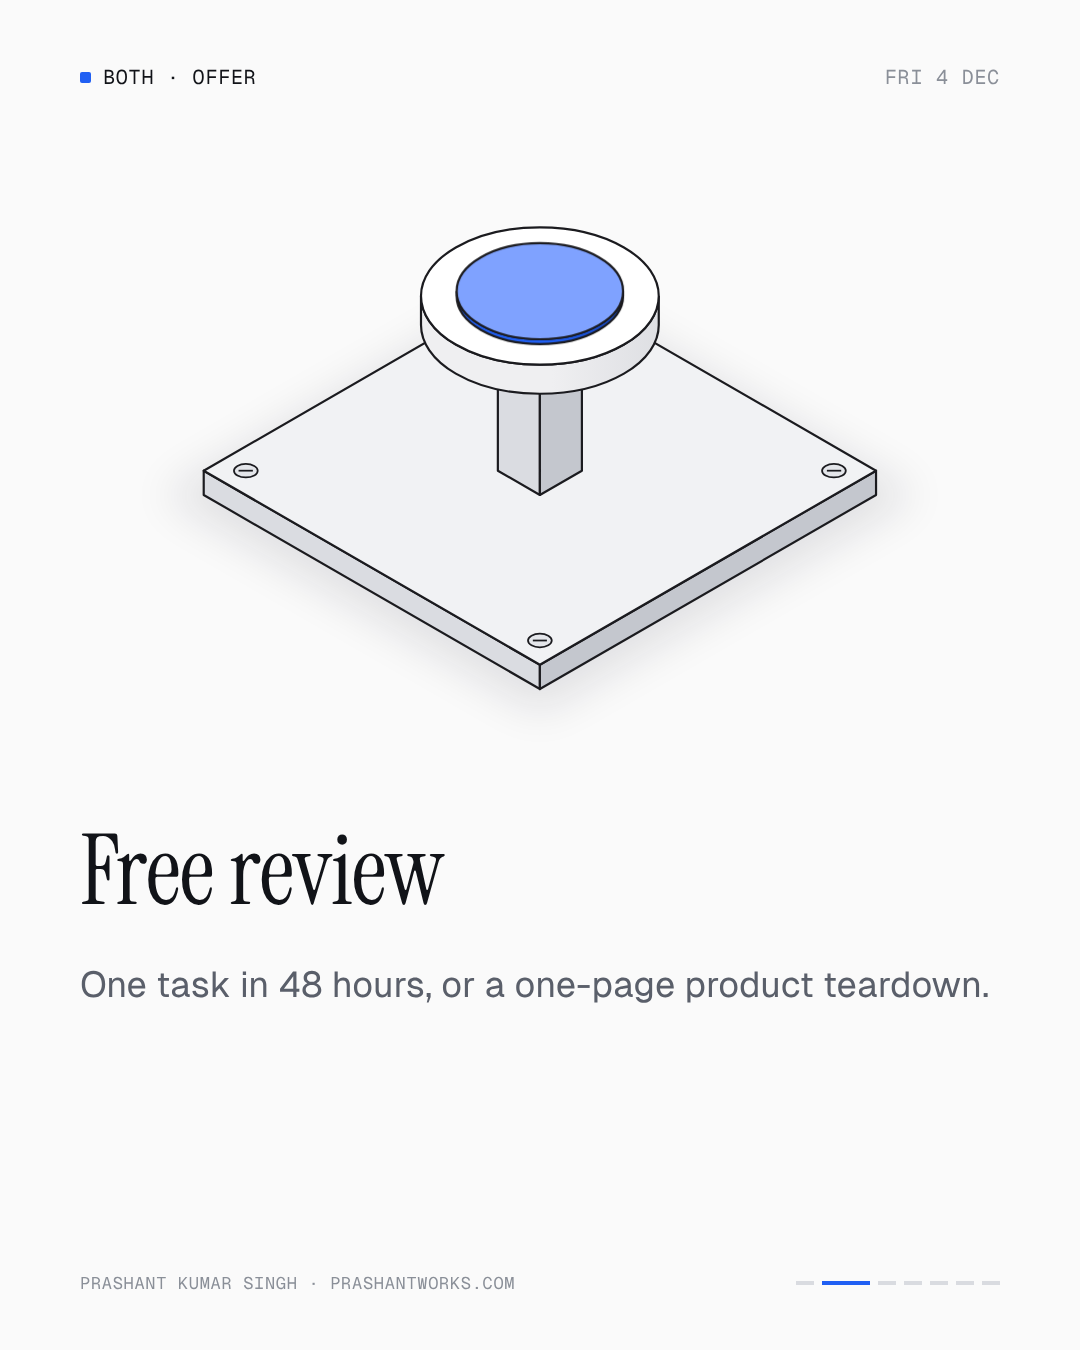 BOTH · OFFER
FRI 4 DEC
Free review
One task in 48 hours, or a one-page product teardown.
PRASHANT KUMAR SINGH · PRASHANTWORKS.COM